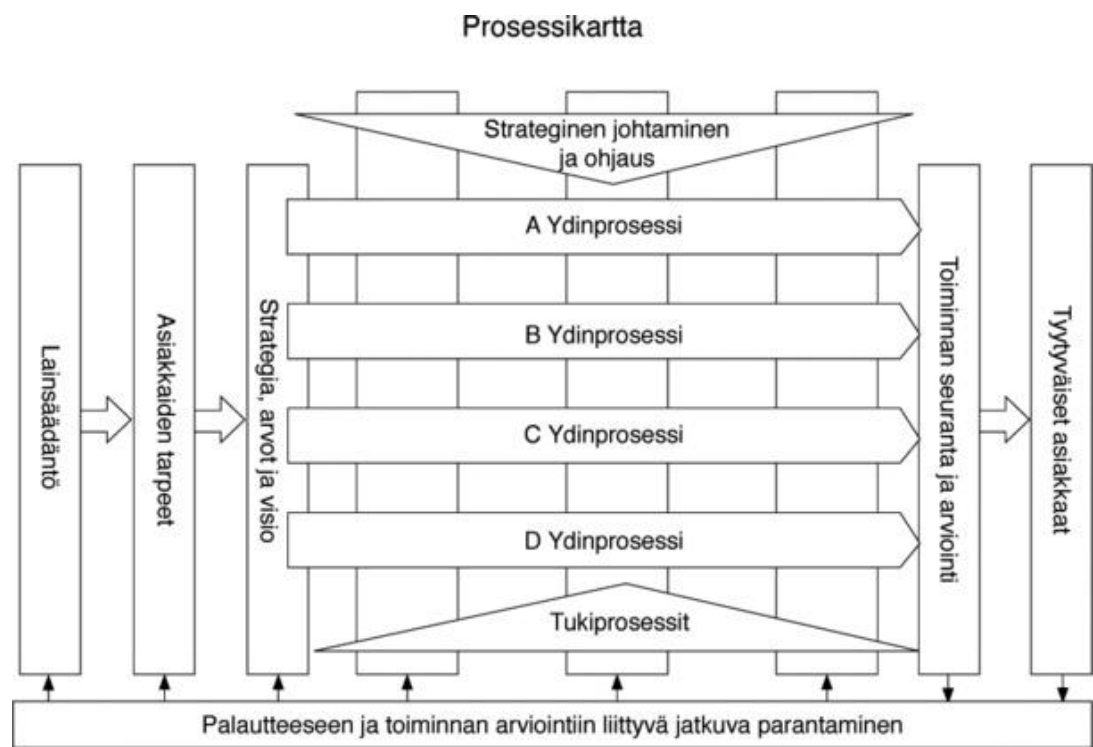 Prosessikartta
Strateginen johtaminen
ja ohjaus
Lainsäädäntö
Asiakkaiden tarpeet
Strategia, arvot ja visio
A Ydinprosessi
B Ydinprosessi
C Ydinprosessi
D Ydinprosessi
Tukiprosessit
Toiminnan seuranta ja arviointi
Tyytyväiset asiakkaat
Palautteeseen ja toiminnan arviointiin liittyvä jatkuva parantaminen